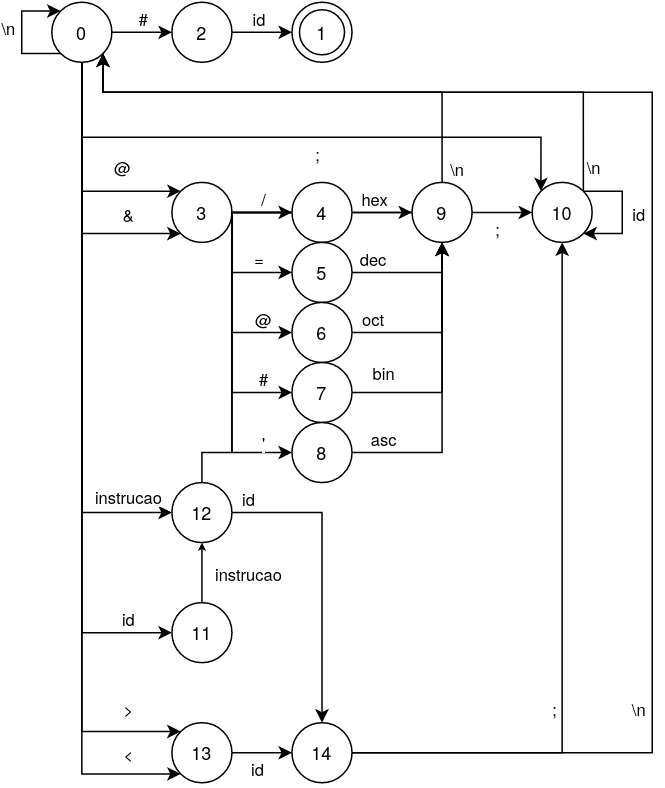 \n
0
#
2
id
1
@
;
&
3
/
4
hex
9
\n
;
10
\n
id
=
5
dec
@
6
oct
#
7
bin
'
8
asc
instrucao
12
id
instrucao
id
11
>
<
13
id
14
;
\n